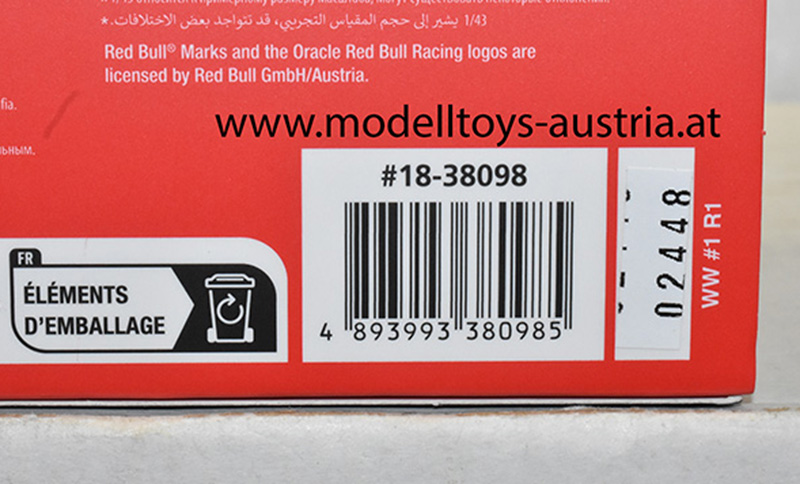 1/43 يشير إلى حجم المقياس التجريبي، قد تتواجد بعض الاختلافات.*
Red Bull® Marks and the Oracle Red Bull Racing logos are
licensed by Red Bull GmbH/Austria.
fia.
ьным.
www.modelltoys-austria.at
#18-38098
4 893993 380985
FR
ÉLÉMENTS
D'EMBALLAGE
02448
WW #1 R1